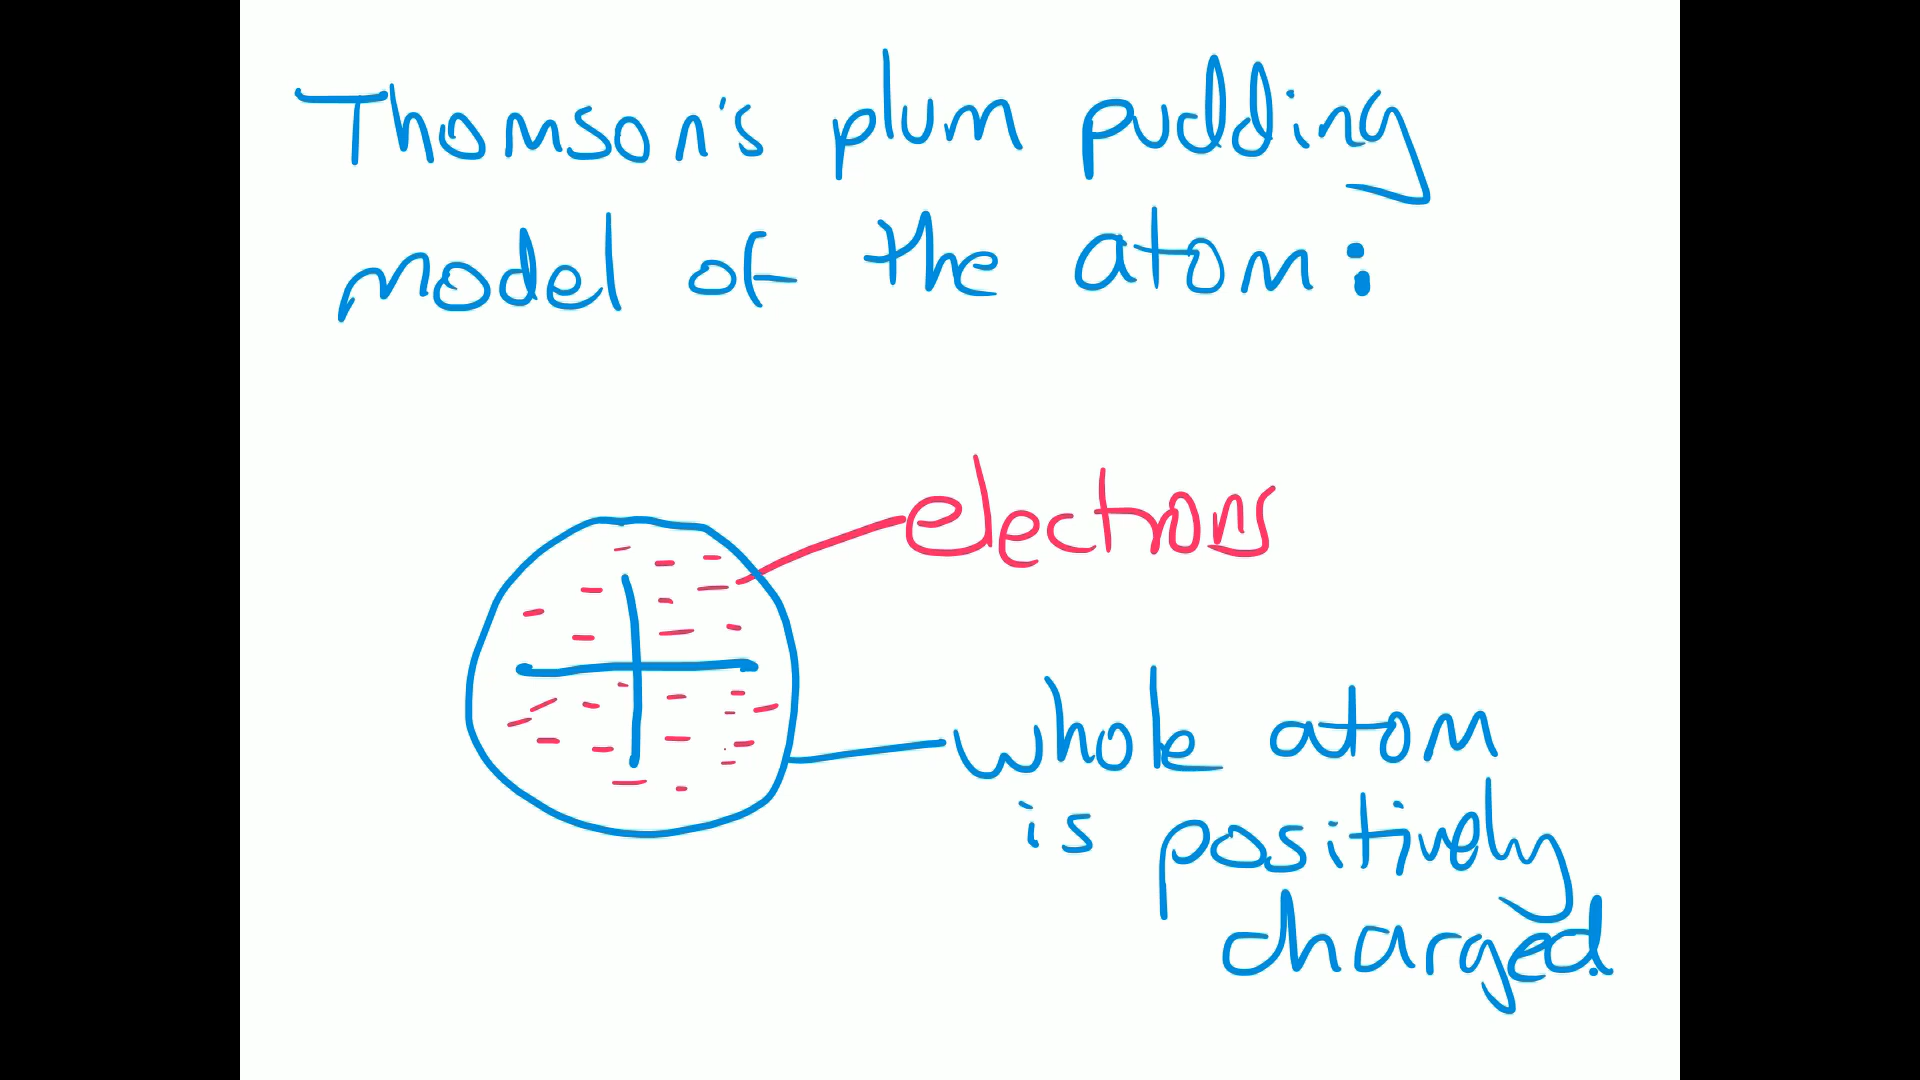 Thomson's plum pudding
model of the atom:
electrons
whole atom
is positively
charged.